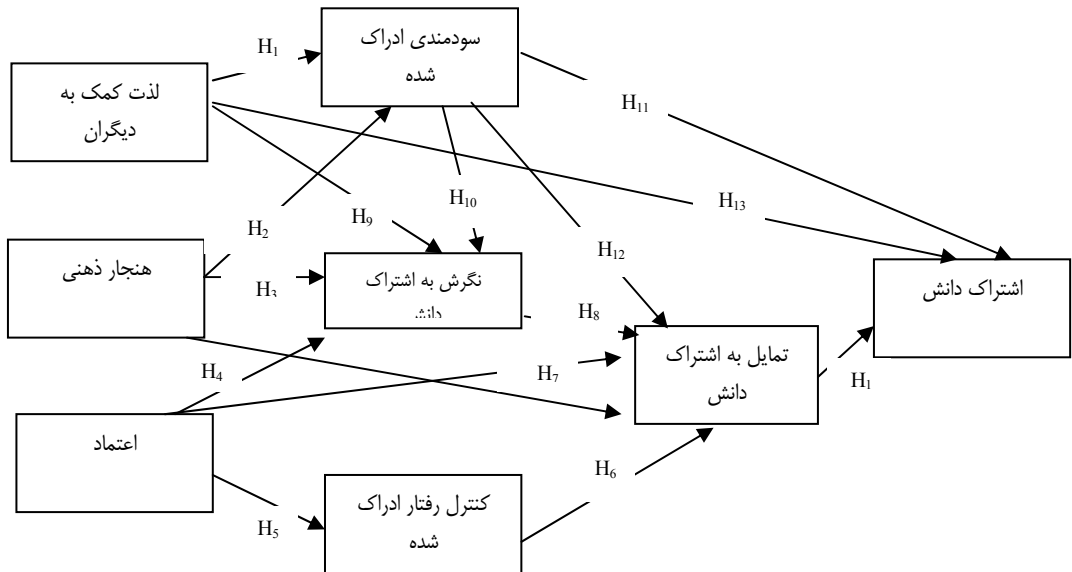 سودمندی ادراک
شده
H₁
لذت کمک به
دیگران
H₁₁
H₁₀
H₁₃
H₉
H₂
H₁₂
هنجار ذهنی
نگرش به اشتراک
دانش
H₃
اشتراک دانش
H₈
تمایل به اشتراک
دانش
H₄
H₇
H₁
اعتماد
H₆
کنترل رفتار ادراک
شده
H₅